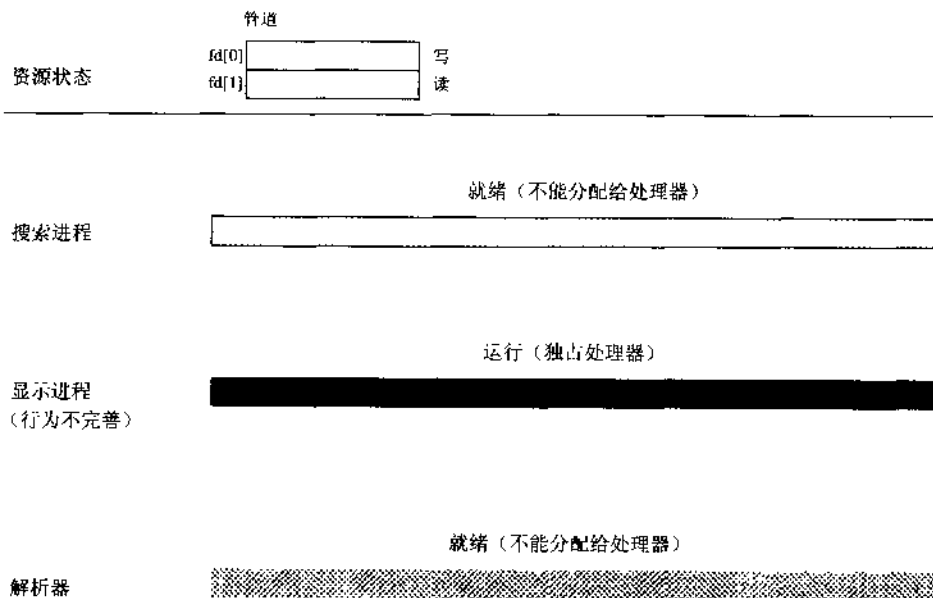 管道
fd[0] 写
资源状态
fd[1] 读
就绪（不能分配给处理器）
搜索进程
运行（独占处理器）
显示进程
（行为不完善）
就绪（不能分配给处理器）
解析器